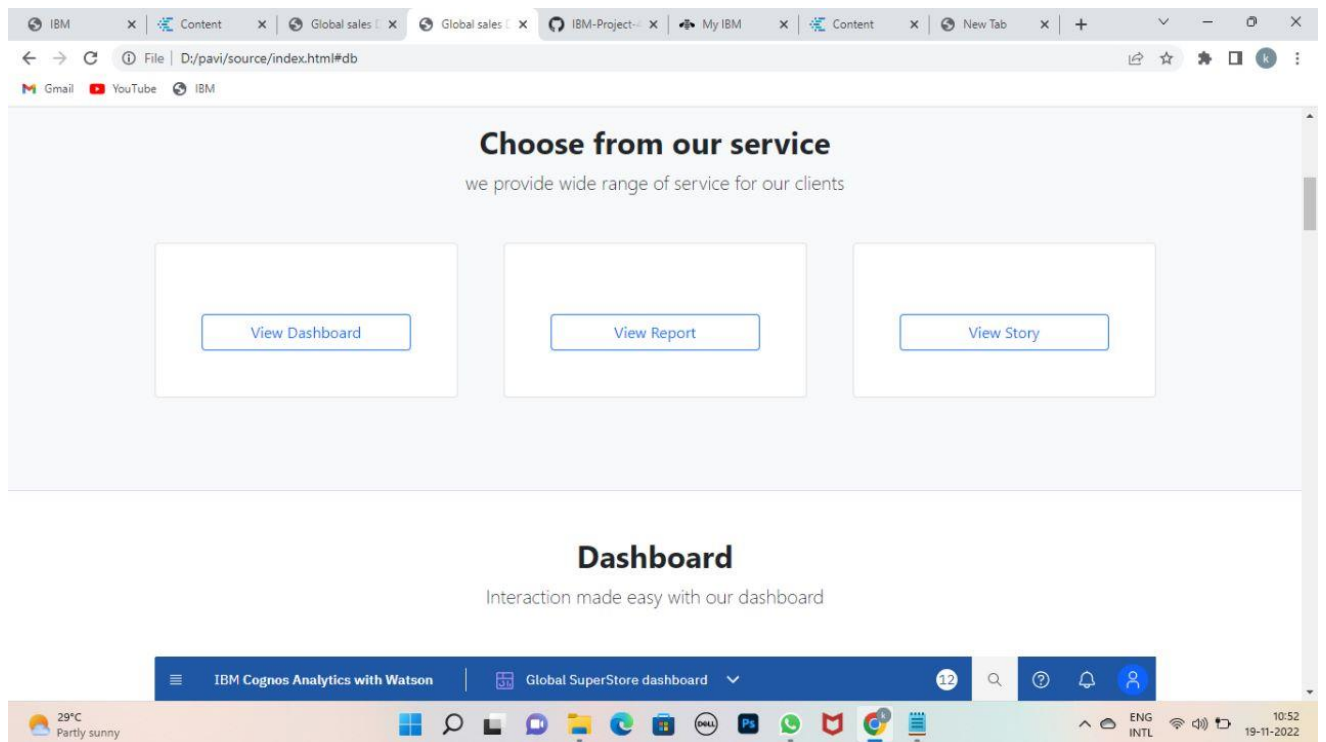 IBM
Content
Global sales
Global sales
IBM-Project-
My IBM
Content
New Tab
File
D:/pavi/source/index.html#db
k
Gmail
YouTube
IBM
Choose from our service
we provide wide range of service for our clients
View Dashboard
View Report
View Story
Dashboard
Interaction made easy with our dashboard
IBM Cognos Analytics with Watson
Global SuperStore dashboard
12
29°C
Partly sunny
DELL
Ps
ENG
INTL
10:52
19-11-2022